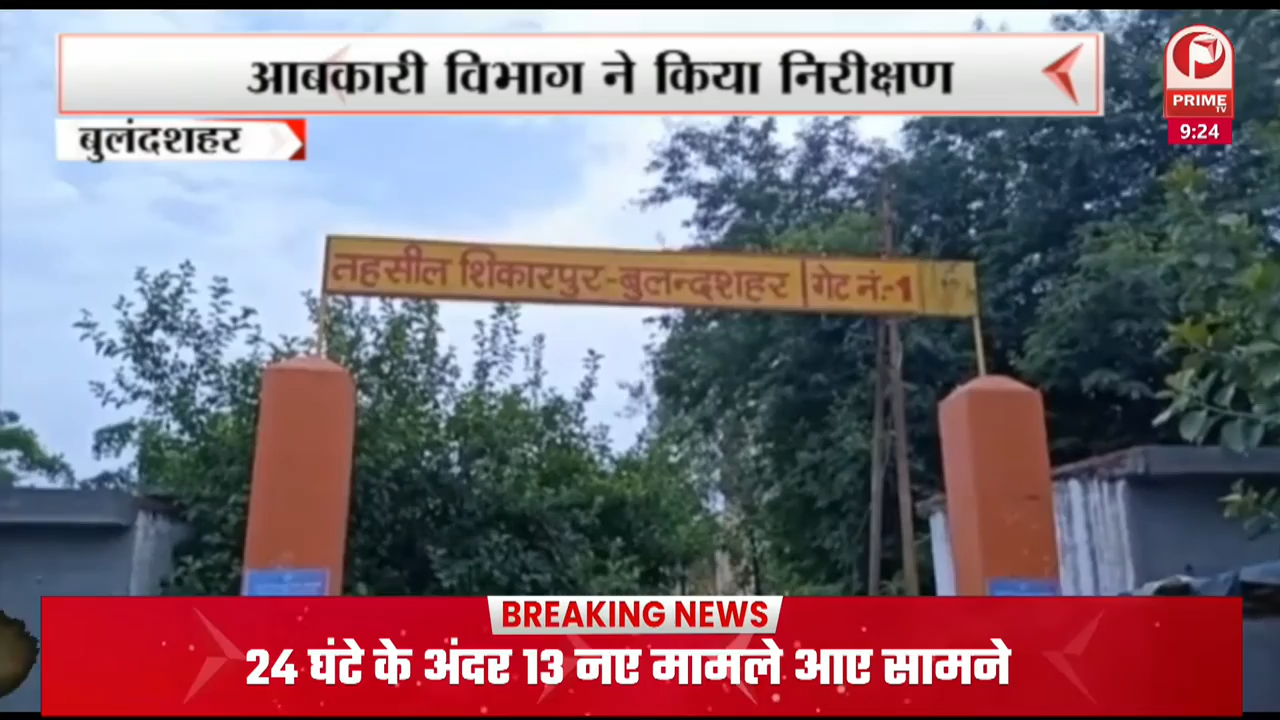 आबकारी विभाग ने किया निरीक्षण
PRIME
TV
9:24
बुलंदशहर
तहसील शिकारपुर-बुलन्दशहर | गेट नं.-1
BREAKING NEWS
24 घंटे के अंदर 13 नए मामले आए सामने